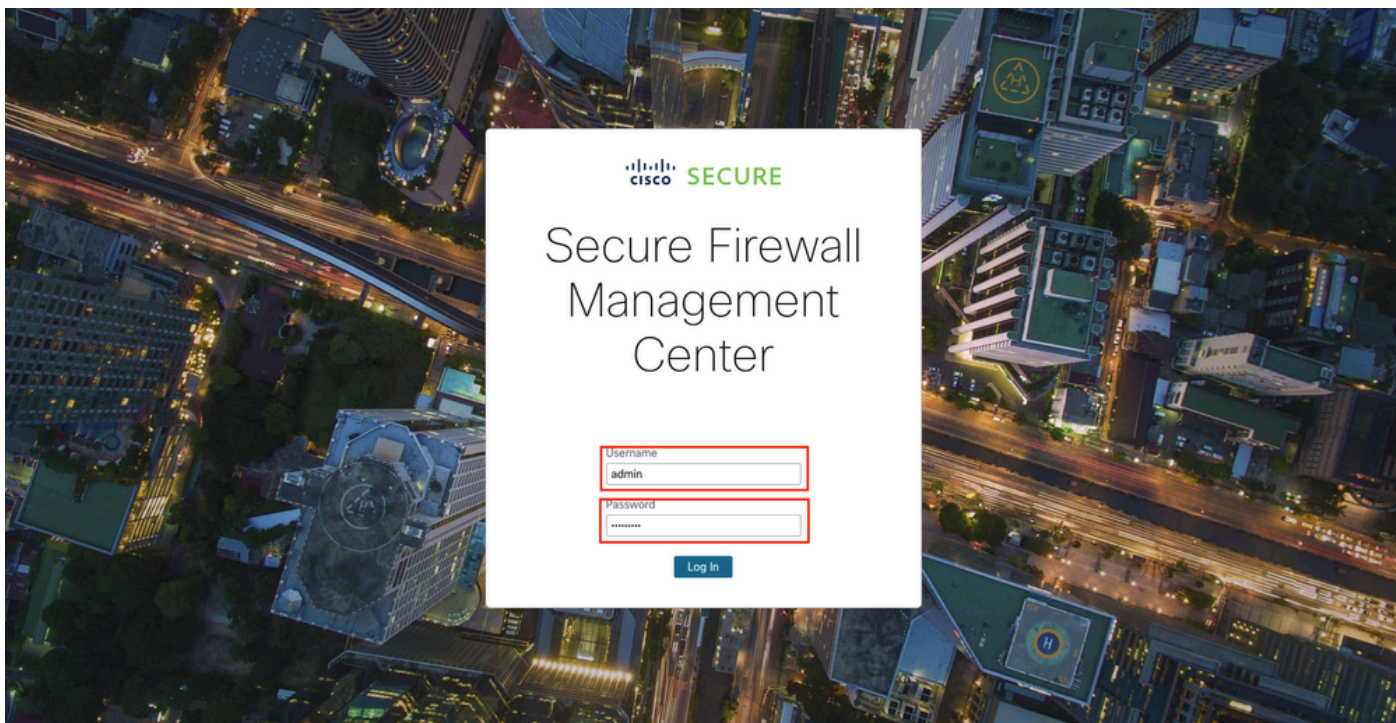 CISCO SECURE
Secure Firewall
Management
Center
Username
admin
Password
•••••••••
Log In
H